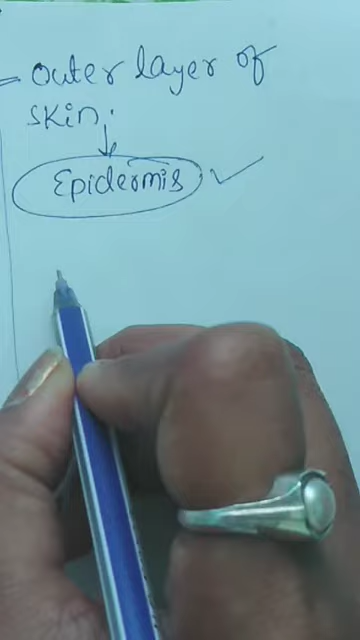 = Outer layer of
skin.
↓
Epidermis ✓